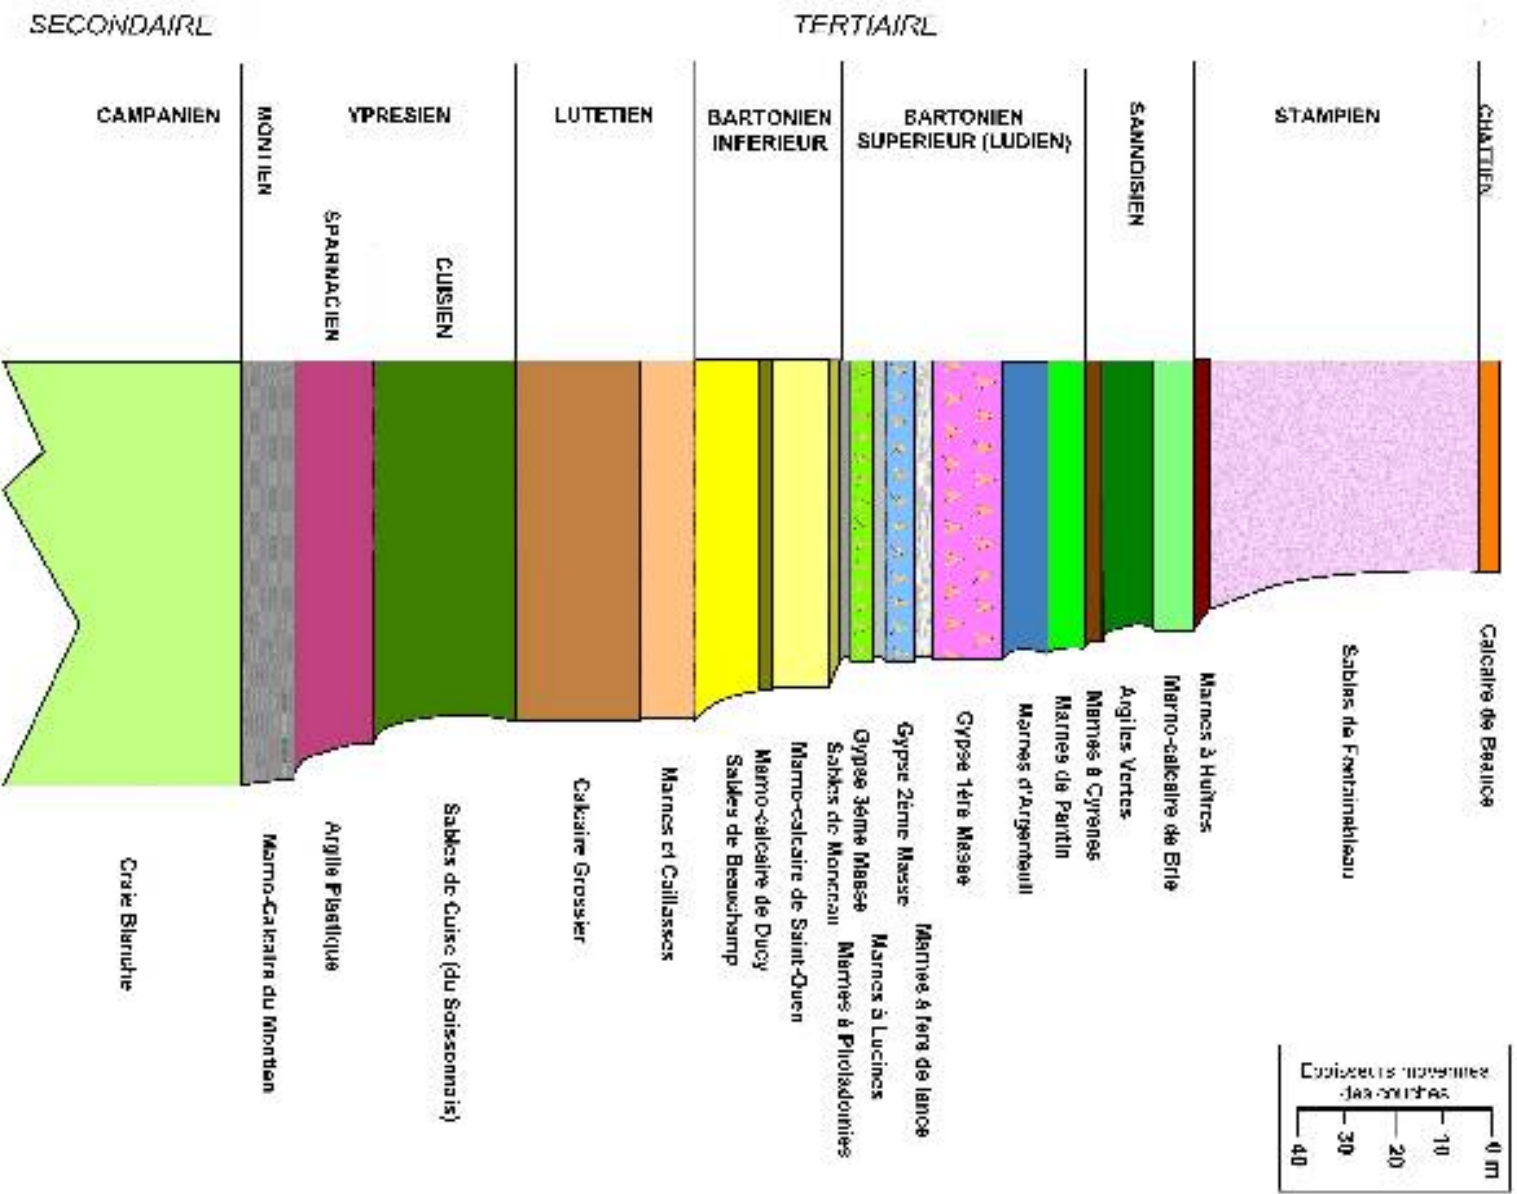 SECONDAIRE
TERTIAIRE
CAMPANIEN
MONTIEN
YPRESIEN
LUTETIEN
BARTONIEN
INFERIEUR
BARTONIEN
SUPERIEUR (LUDIEN)
SANNOISIEN
STAMPIEN
CHATTIEN
SPARNACIEN
CUISIEN
Craie Blanche
Marno-Calcaire du Montien
Argile Plastique
Sables de Cuise (du Soissonnais)
Calcaire Grossier
Marnes et Caillasses
Sables de Beauchamp
Marno-calcaire de Ducy
Marno-calcaire de Saint-Ouen
Sables de Monceau
Marnes à Pholadomies
Gypse 3ème Masse
Marnes à Lucines
Gypse 2ème Masse
Marnes à fers de lance
Gypse 1ère Masse
Marnes d'Argenteuil
Marnes de Pantin
Marnes à Cyrènes
Argiles Vertes
Marno-calcaire de Brie
Marnes à Huîtres
Sables de Fontainebleau
Calcaire de Beauce
Epaisseurs moyennes
des couches
40
30
20
10
0 m